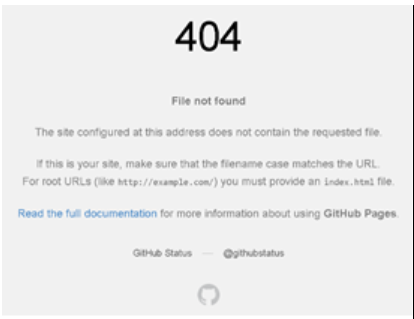 404
File not found
The site configured at this address does not contain the requested file.
If this is your site, make sure that the filename case matches the URL.
For root URLs (like http://example.com/) you must provide an index.html file.
Read the full documentation for more information about using GitHub Pages.
GitHub Status — @githubstatus